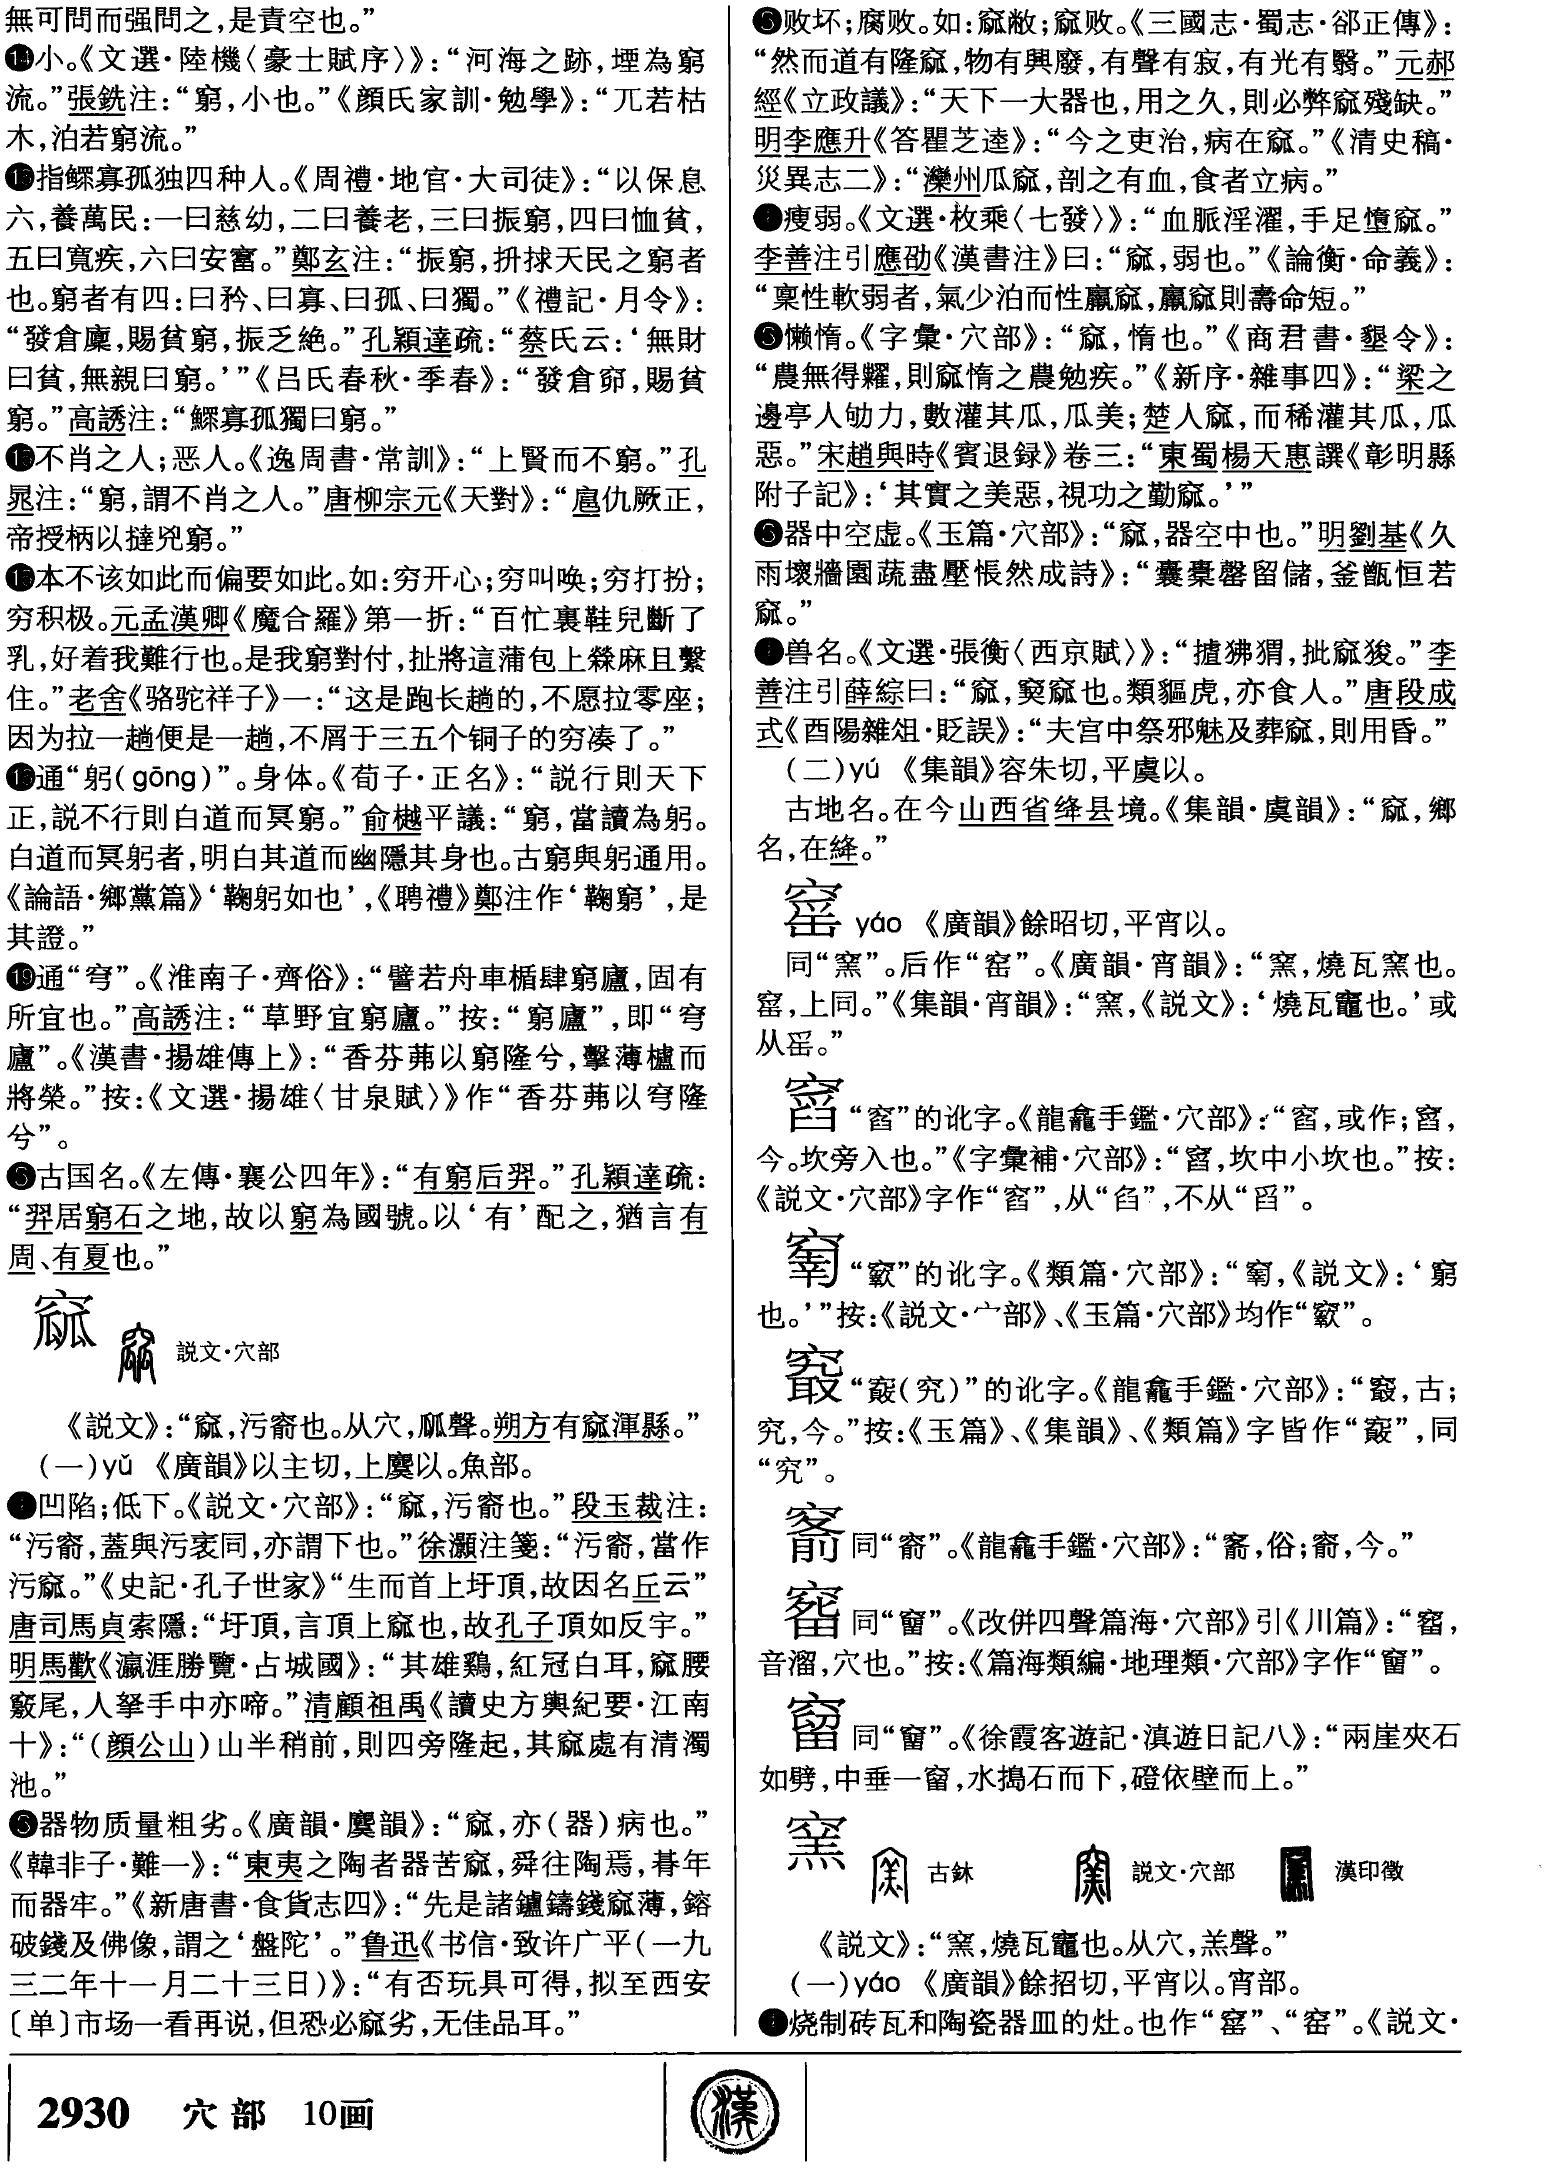 無可問而强問之,是責空也。”
⓮小。《文選·陸機〈豪士賦序〉》:“河海之跡,堙為窮
流。”張銑注:“窮,小也。”《顔氏家訓·勉學》:“兀若枯
木,泊若窮流。”
⓯指鳏寡孤独四种人。《周禮·地官·大司徒》:“以保息
六,養萬民:一曰慈幼,二曰養老,三曰振窮,四曰恤貧,
五曰寬疾,六曰安富。”鄭玄注:“振窮,抍捄天民之窮者
也。窮者有四:曰矜、曰寡、曰孤、曰獨。”《禮記·月令》:
“發倉廩,賜貧窮,振乏絶。”孔穎達疏:“蔡氏云:‘無財
曰貧,無親曰窮。’”《吕氏春秋·季春》:“發倉窌,賜貧
窮。”高誘注:“鰥寡孤獨曰窮。”
⓰不肖之人;恶人。《逸周書·常訓》:“上賢而不窮。”孔
晁注:“窮,謂不肖之人。”唐柳宗元《天對》:“扈仇厥正,
帝授柄以撻兇窮。”
⓱本不该如此而偏要如此。如:穷开心;穷叫唤;穷打扮;
穷积极。元孟漢卿《魔合羅》第一折:“百忙裏鞋兒斷了
乳,好着我難行也。是我窮對付,扯將這蒲包上檾麻且繫
住。”老舍《骆驼祥子》一:“这是跑长趟的,不愿拉零座;
因为拉一趟便是一趟,不屑于三五个铜子的穷凑了。”
⓲通“躬(gōng)”。身体。《荀子·正名》:“説行則天下
正,説不行則白道而冥窮。”俞樾平議:“窮,當讀為躬。
白道而冥躬者,明白其道而幽隱其身也。古窮與躬通用。
《論語·鄉黨篇》‘鞠躬如也’,《聘禮》鄭注作‘鞠窮’,是
其證。”
⓳通“穹”。《淮南子·齊俗》:“譬若舟車楯肆窮廬,固有
所宜也。”高誘注:“草野宜窮廬。”按:“窮廬”,即“穹
廬”。《漢書·揚雄傳上》:“香芬茀以窮隆兮,擊薄櫨而
將榮。”按:《文選·揚雄〈甘泉賦〉》作“香芬茀以穹隆
兮”。
❺古国名。《左傳·襄公四年》:“有窮后羿。”孔穎達疏:
“羿居窮石之地,故以窮為國號。以‘有’配之,猶言有
周、有夏也。”
窳 説文·穴部
《説文》:“窳,污窬也。从穴,㼌聲。朔方有窳渾縣。”
(一)yǔ 《廣韻》以主切,上麌以。魚部。
凹陷;低下。《説文·穴部》:“窳,污窬也。”段玉裁注:
“污窬,蓋與污衺同,亦謂下也。”徐灝注箋:“污窬,當作
污窳。”《史記·孔子世家》“生而首上圩頂,故因名丘云”
唐司馬貞索隱:“圩頂,言頂上窳也,故孔子頂如反宇。”
明馬歡《瀛涯勝覽·占城國》:“其雄鷄,紅冠白耳,窳腰
竅尾,人拏手中亦啼。”清顧祖禹《讀史方輿紀要·江南
十》:“(顔公山)山半稍前,則四旁隆起,其窳處有清濁
池。”
❺器物质量粗劣。《廣韻·麌韻》:“窳,亦(器)病也。”
《韓非子·難一》:“東夷之陶者器苦窳,舜往陶焉,朞年
而器牢。”《新唐書·食貨志四》:“先是諸鑪鑄錢窳薄,鎔
破錢及佛像,謂之‘盤陀’。”鲁迅《书信·致许广平(一九
三二年十一月二十三日)》:“有否玩具可得,拟至西安
〔单〕市场一看再说,但恐必窳劣,无佳品耳。”
❺败坏;腐败。如:窳敝;窳败。《三國志·蜀志·郤正傳》:
“然而道有隆窳,物有興廢,有聲有寂,有光有翳。”元郝
經《立政議》:“天下一大器也,用之久,則必弊窳殘缺。”
明李應升《答瞿芝逵》:“今之吏治,病在窳。”《清史稿·
災異志二》:“灤州瓜窳,剖之有血,食者立病。”
瘦弱。《文選·枚乘〈七發〉》:“血脈淫濯,手足墮窳。”
李善注引應劭《漢書注》曰:“窳,弱也。”《論衡·命義》:
“稟性軟弱者,氣少泊而性羸窳,羸窳則壽命短。”
❺懒惰。《字彙·穴部》:“窳,惰也。”《商君書·墾令》:
“農無得糶,則窳惰之農勉疾。”《新序·雜事四》:“梁之
邊亭人劬力,數灌其瓜,瓜美;楚人窳,而稀灌其瓜,瓜
惡。”宋趙與時《賓退録》卷三:“東蜀楊天惠譔《彰明縣
附子記》:‘其實之美惡,視功之勤窳。’”
❺器中空虚。《玉篇·穴部》:“窳,器空中也。”明劉基《久
雨壞牆園蔬盡壓悵然成詩》:“囊橐罄留儲,釜甑恒若
窳。”
兽名。《文選·張衡〈西京賦〉》:“摣狒猬,批窳狻。”李
善注引薛綜曰:“窳,窫窳也。類貙虎,亦食人。”唐段成
式《酉陽雜俎·貶誤》:“夫宫中祭邪魅及葬窳,則用昏。”
(二)yú 《集韻》容朱切,平虞以。
古地名。在今山西省绛县境。《集韻·虞韻》:“窳,鄉
名,在絳。”
窰 yáo 《廣韻》餘昭切,平宵以。
同“窯”。后作“窑”。《廣韻·宵韻》:“窯,燒瓦窯也。
窰,上同。”《集韻·宵韻》:“窯,《説文》:‘燒瓦竈也。’或
从䍃。”
“窞”的讹字。《龍龕手鑑·穴部》:“窞,或作;窞,
今。坎旁入也。”《字彙補·穴部》:“,坎中小坎也。”按:
《説文·穴部》字作“窞”,从“臽”,不从“舀”。
“竅”的讹字。《類篇·穴部》:“,《説文》:‘窮
也。’”按:《説文·宀部》、《玉篇·穴部》均作“”。
“(究)”的讹字。《龍龕手鑑·穴部》:“,古;
究,今。”按:《玉篇》、《集韻》、《類篇》字皆作“”,同
“究”。
同“窬”。《龍龕手鑑·穴部》:“,俗;窬,今。”
同“窗”。《改併四聲篇海·穴部》引《川篇》:“,
音溜,穴也。”按:《篇海類編·地理類·穴部》字作“”。
同“”。《徐霞客遊記·滇遊日記八》:“兩崖夾石
如劈,中垂一,水搗石而下,磴依壁而上。”
窯 古鉥 説文·穴部 漢印徵
《説文》:“窯,燒瓦竈也。从穴,羔聲。”
(一)yáo 《廣韻》餘招切,平宵以。宵部。
烧制砖瓦和陶瓷器皿的灶。也作“窰”、“窑”。《説文·
2930 穴部 10画
漢